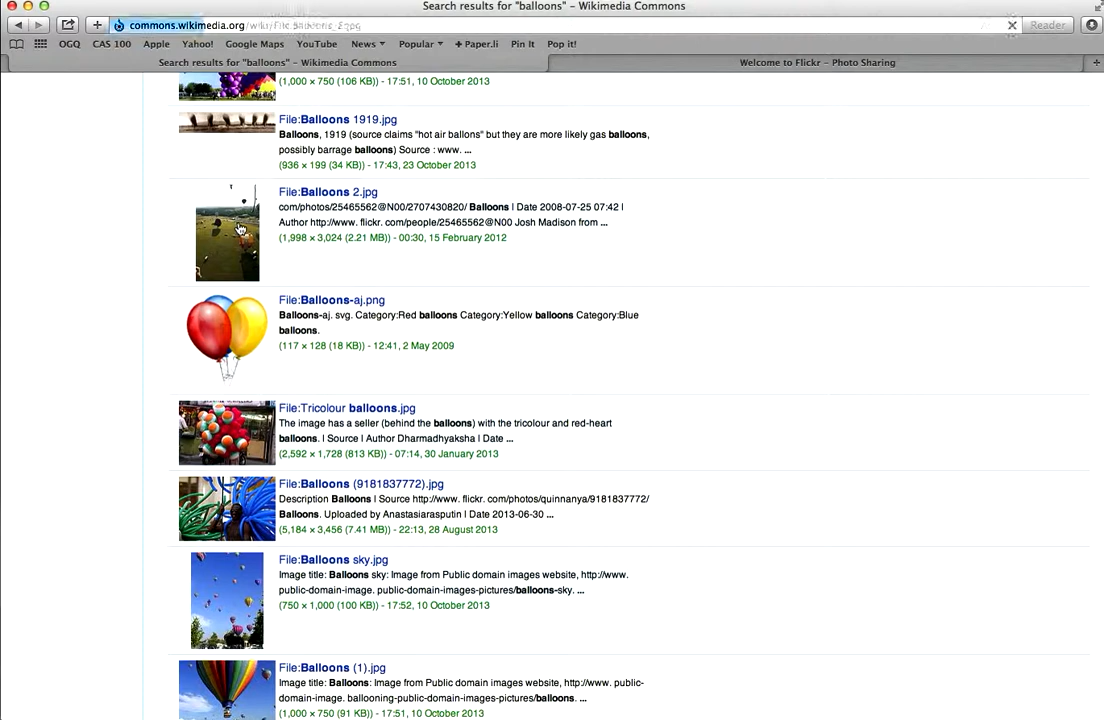 Search results for "balloons" – Wikimedia Commons
commons.wikimedia.org/wiki/File:Balloons_2.jpg
Reader
OGQ CAS 100 Apple Yahoo! Google Maps YouTube News Popular Paper.li Pin It Pop it!
Search results for "balloons" – Wikimedia Commons
Welcome to Flickr – Photo Sharing
(1,000 × 750 (106 KB)) - 17:51, 10 October 2013
File:Balloons 1919.jpg
Balloons, 1919 (source claims "hot air ballons" but they are more likely gas balloons,
possibly barrage balloons) Source : www. ...
(936 × 199 (34 KB)) - 17:43, 23 October 2013
File:Balloons 2.jpg
com/photos/25465562@N00/2707430820/ Balloons | Date 2008-07-25 07:42 |
Author http://www. flickr. com/people/25465562@N00 Josh Madison from ...
(1,998 × 3,024 (2.21 MB)) - 00:30, 15 February 2012
File:Balloons-aj.png
Balloons-aj. svg. Category:Red balloons Category:Yellow balloons Category:Blue
balloons.
(117 × 128 (18 KB)) - 12:41, 2 May 2009
File:Tricolour balloons.jpg
The image has a seller (behind the balloons) with the tricolour and red-heart
balloons. | Source | Author Dharmadhyaksha | Date ...
(2,592 × 1,728 (813 KB)) - 07:14, 30 January 2013
File:Balloons (9181837772).jpg
Description Balloons | Source http://www. flickr. com/photos/quinnanya/9181837772/
Balloons. Uploaded by Anastasiarasputin | Date 2013-06-30 ...
(5,184 × 3,456 (7.41 MB)) - 22:13, 28 August 2013
File:Balloons sky.jpg
Image title: Balloons sky: Image from Public domain images website, http://www.
public-domain-image. public-domain-images-pictures/balloons-sky. ...
(750 × 1,000 (100 KB)) - 17:52, 10 October 2013
File:Balloons (1).jpg
Image title: Balloons: Image from Public domain images website, http://www. public-
domain-image. ballooning-public-domain-images-pictures/balloons. ...
(1,000 × 750 (91 KB)) - 17:51, 10 October 2013